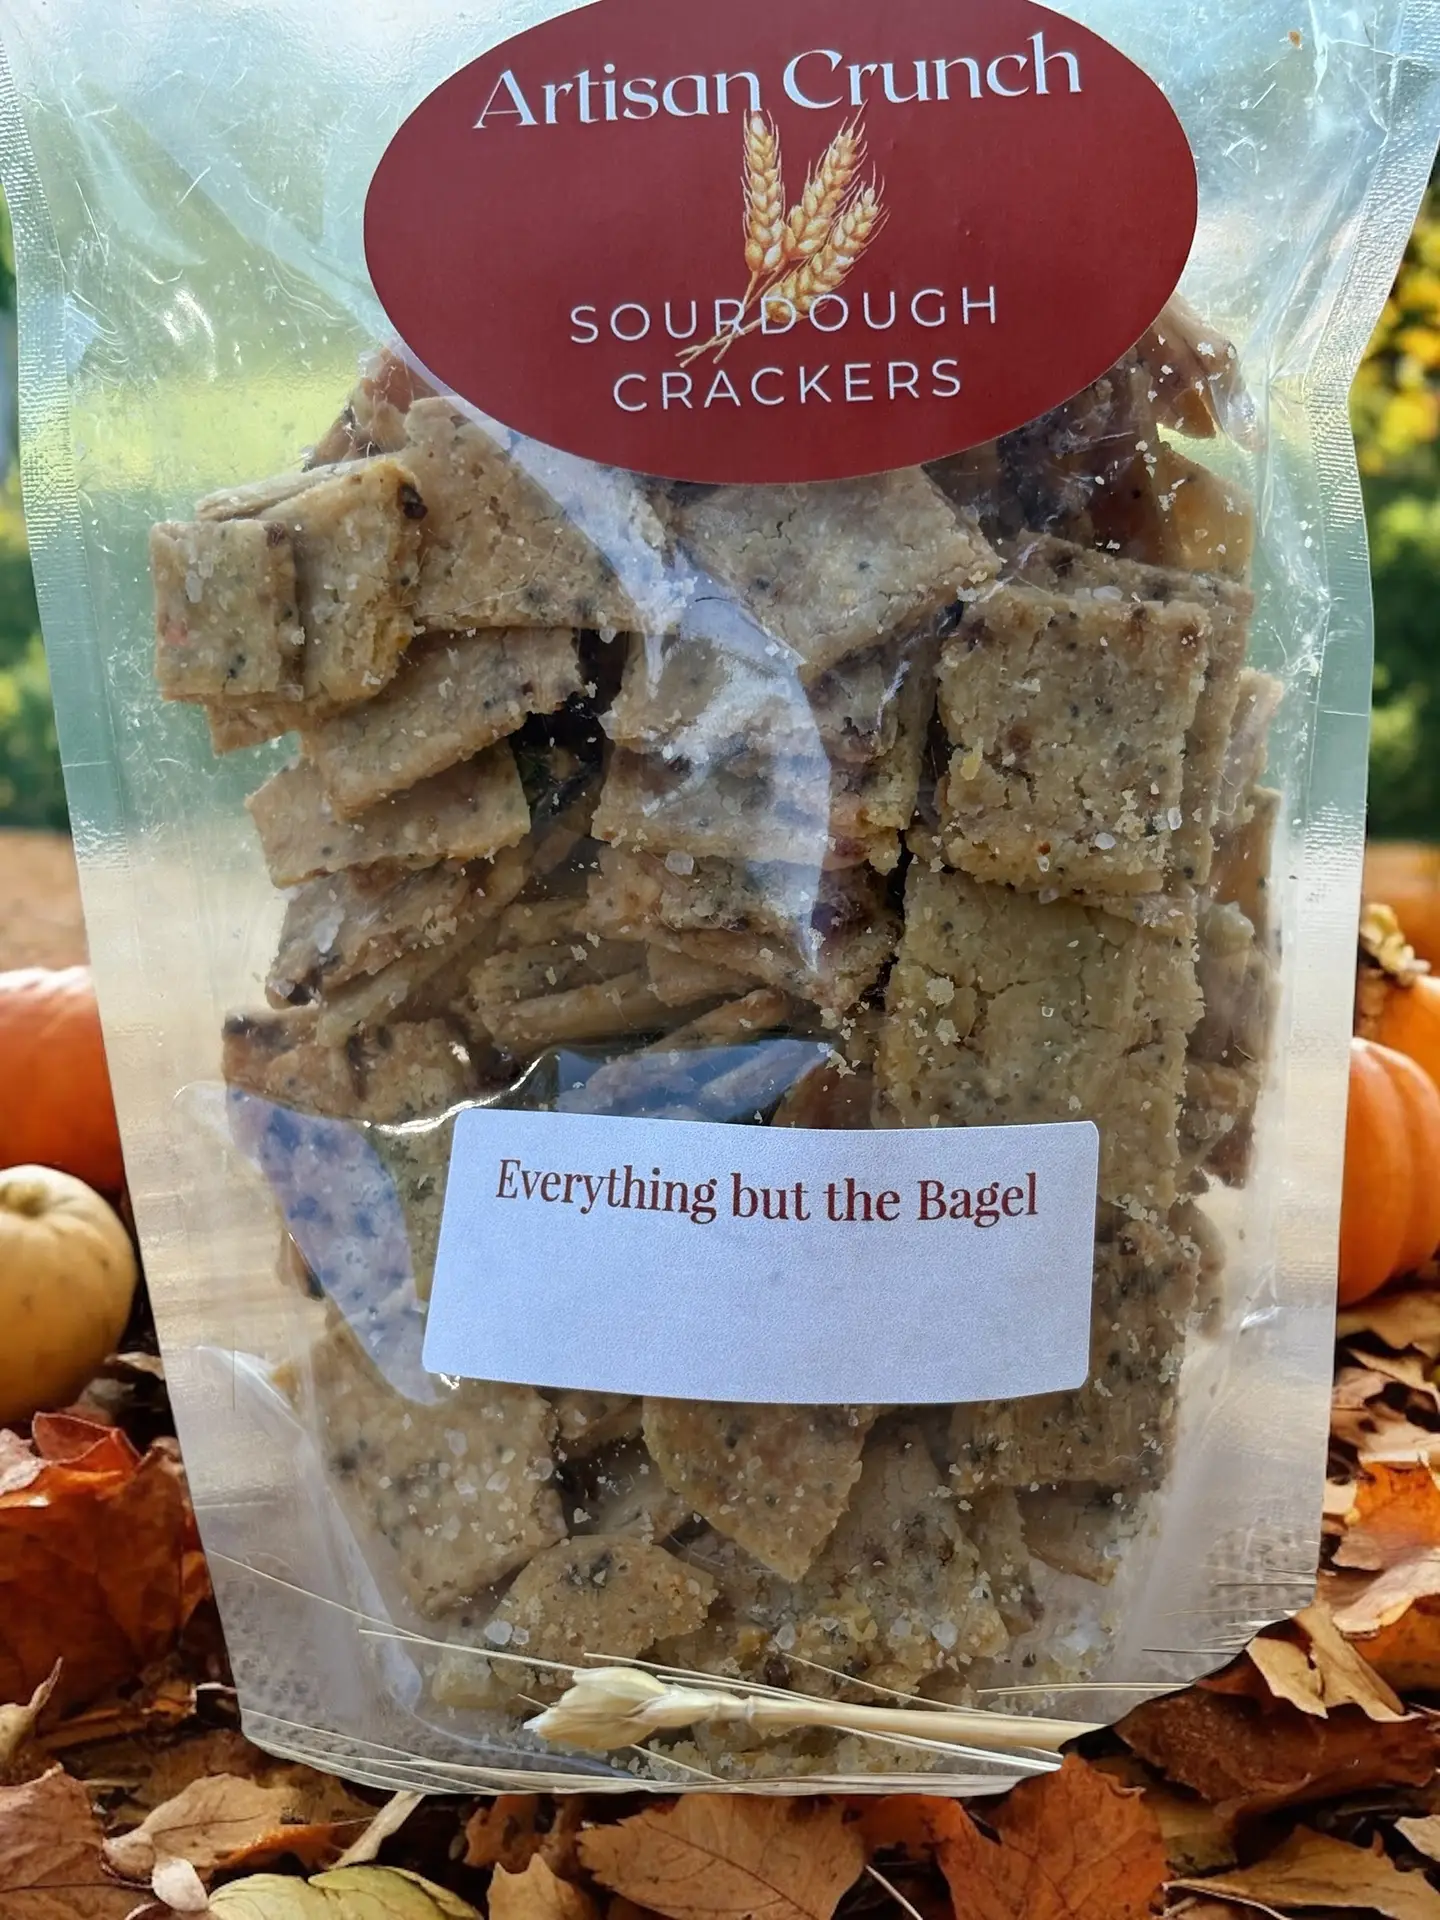 Artisan Crunch
SOURDOUGH
CRACKERS
Everything but the Bagel